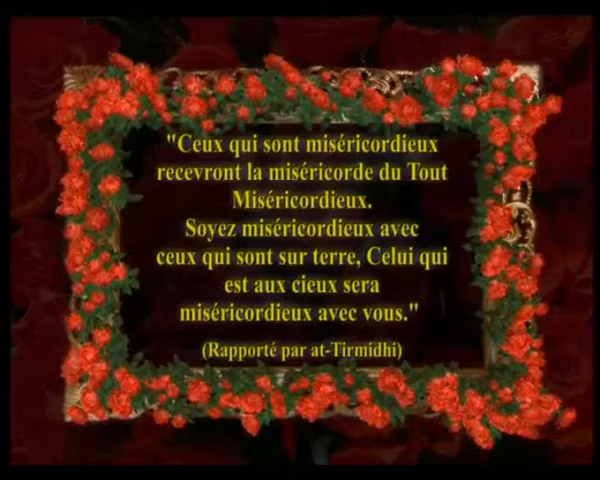 "Ceux qui sont miséricordieux
recevront la miséricorde du Tout
Miséricordieux.
Soyez miséricordieux avec
ceux qui sont sur terre, Celui qui
est aux cieux sera
miséricordieux avec vous."
(Rapporté par at-Tirmidhi)